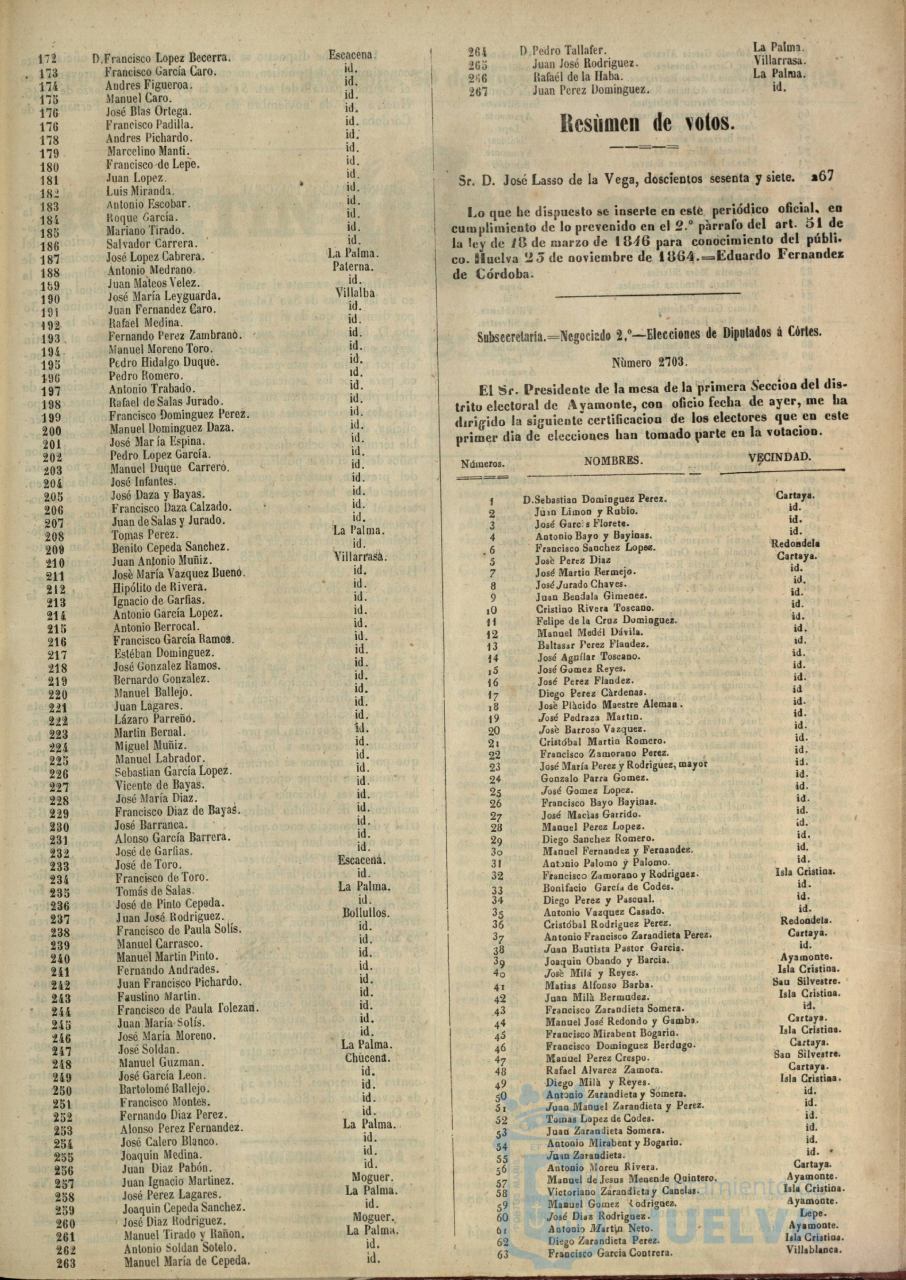 172 D. Francisco Lopez Becerra. Escacena
173 Francisco García Caro. id.
174 Andres Figueroa. id.
175 Manuel Caro. id.
176 José Blas Ortega. id.
176 Francisco Padilla. id.
178 Andres Pichardo. id.
179 Marcelino Manti. id.
180 Francisco de Lepe. id.
181 Juan Lopez. id.
182 Luis Miranda. id.
183 Antonio Escobar. id.
184 Roque García. id.
185 Mariano Tirado. id.
186 Salvador Carrera. id.
187 José Lopez Cabrera. La Palma.
188 Antonio Medrano. Paterna.
189 Juan Mateos Velez. id.
190 José María Leyguarda. Villalba
191 Juan Fernandez Caro. id.
192 Rafael Medina. id.
193 Fernando Perez Zambrano. id.
194 Manuel Moreno Toro. id.
195 Pedro Hidalgo Duque. id.
196 Pedro Romero. id.
197 Antonio Trabado. id.
198 Rafael de Salas Jurado. id.
199 Francisco Dominguez Perez. id.
200 Manuel Dominguez Daza. id.
201 José María Espina. id.
202 Pedro Lopez García. id.
203 Manuel Duque Carrero. id.
204 José Infantes. id.
205 José Daza y Bayas. id.
206 Francisco Daza Calzado. id.
207 Juan de Salas y Jurado. id.
208 Tomas Perez. La Palma.
209 Benito Cepeda Sanchez. id.
210 Juan Antonio Muñiz. Villarrasa.
211 Josè María Vazquez Bueno. id.
212 Hipólito de Rivera. id.
213 Ignacio de Garfias. id.
214 Antonio García Lopez. id.
215 Antonio Berrocal. id.
216 Francisco García Ramos. id.
217 Estéban Dominguez. id.
218 José Gonzalez Ramos. id.
219 Bernardo Gonzalez. id.
220 Manuel Ballejo. id.
221 Juan Lagares. id.
222 Lázaro Parreño. id.
223 Martin Bernal. id.
224 Miguel Muñiz. id.
225 Manuel Labrador. id.
226 Sebastian García Lopez. id.
227 Vicente de Bayas. id.
228 José María Diaz. id.
229 Francisco Diaz de Bayas. id.
230 José Barranca. id.
231 Alonso García Barrera. id.
232 José de Garfias. id.
233 José de Toro. Escacena.
234 Francisco de Toro. id.
235 Tomás de Salas. La Palma.
236 José de Pinto Cepeda. id.
237 Juan José Rodriguez. Bollullos.
238 Francisco de Paula Solís. id.
239 Manuel Carrasco. id.
240 Manuel Martin Pinto. id.
241 Fernando Andrades. id.
242 Juan Francisco Pichardo. id.
243 Faustino Martin. id.
244 Francisco de Paula Tolezan. id.
245 Juan María Solís. id.
246 José María Moreno. id.
247 José Soldan. La Palma.
248 Manuel Guzman. Chucena.
249 José García Leon. id.
250 Bartolomé Ballejo. id.
251 Francisco Montes. id.
252 Fernando Diaz Perez. id.
253 Alonso Perez Fernandez. La Palma.
254 José Calero Blanco. id.
255 Joaquin Medina. id.
256 Juan Diaz Pabón. id.
257 Juan Ignacio Martinez. Moguer.
258 José Perez Lagares. La Palma.
259 Joaquin Cepeda Sanchez. id.
260 José Diaz Rodriguez. Moguer.
261 Manuel Tirado y Rañon. La Palma.
262 Antonio Soldan Sotelo. id.
263 Manuel María de Cepeda. id.
264 D. Pedro Tallafer. La Palma.
265 Juan José Rodriguez. Villarrasa.
266 Rafaél de la Haba. La Palma.
267 Juan Perez Dominguez. id.
Resùmen de votos.
Sr. D. José Lasso de la Vega, doscientos sesenta y siete. 267
Lo que he dispuesto se inserte en este periódico oficial, en
cumplimiento de lo prevenido en el 2.º pàrrafo del art. 51 de
la ley de 18 de marzo de 1846 para conocimiento del públi-
co. Huelva 25 de noviembre de 1864.=Eduardo Fernandez
de Córdoba.
Subsecretaría.=Negociado 2.º—Elecciones de Diputados á Córtes.
Nùmero 2703.
El Sr. Presidente de la mesa de la primera Seccion del dis-
trito electoral de Ayamonte, con oficio fecha de ayer, me ha
dirigido la siguiente certificacion de los electores que en este
primer dia de elecciones han tomado parte en la votacion.
Números. NOMBRES. VECINDAD.
1 D. Sebastian Dominguez Perez. Cartaya.
2 Juan Limon y Rubio. id.
3 José Garcis Florete. id.
4 Antonio Bayo y Bayinas. id.
6 Francisco Sanchez Lopez. Redondela
5 Josè Perez Diaz Cartaya.
7 José Martin Bermejo. id.
8 José Jurado Chaves. id.
9 Juan Bendala Gimenez. id.
10 Cristino Rivera Toscano. id.
11 Felipe de la Cruz Dominguez. id.
12 Manuel Medél Dávila. id.
13 Baltasar Perez Flandez. id.
14 José Aguilar Toscano. id.
15 José Gomez Reyes. id.
16 José Perez Flandez. id.
17 Diego Perez Càrdenas. id
18 Josè Plàcido Maestre Aleman. id.
19 José Pedraza Martin. id.
20 Josè Barroso Vazquez. id.
21 Cristóbal Martin Romero. id.
22 Francisco Zamorano Perez. id.
23 José María Perez y Rodriguez, mayor id.
24 Gonzalo Parra Gomez. id.
25 José Gomez Lopez. id.
26 Francisco Bayo Bayinas. id.
27 José Macias Garrido. id.
28 Manuel Perez Lopez. id.
29 Diego Sanchez Romero. id.
30 Manuel Fernandez y Fernandez. id.
31 Antonio Palomo y Palomo. id.
32 Francisco Zamorano y Rodriguez. Isla Cristina.
33 Bonifacio García de Codes. id.
34 Diego Perez y Pascual. id.
35 Antonio Vazquez Casado. id.
36 Cristóbal Rodriguez Perez. Redondela.
37 Antonio Francisco Zarandieta Perez. Cartaya.
38 Juan Bautista Pastor Garcia. id.
39 Joaquin Obando y Barcia. Ayamonte.
40 Josè Milá y Reyes. Isla Cristina.
41 Matias Alfonso Barba. San Silvestre.
42 Juan Milà Bermudez. Isla Cristina.
43 Francisco Zarandieta Somera. id.
44 Manuel José Redondo y Gamba. Cartaya.
45 Francisco Mirabent Bogarin. Isla Cristina.
46 Francisco Dominguez Berdugo. Cartaya.
47 Manuel Perez Crespo. San Silvestre.
48 Rafael Alvarez Zamora. Cartaya.
49 Diego Milà y Reyes. Isla Cristina.
50 Antonio Zarandieta y Somera. id.
51 Juan Manuel Zarandieta y Perez. id.
52 Tomas Lopez de Codes. id.
53 Juan Zarandieta Somera. id.
54 Antonio Mirabent y Bogario. id.
55 Juan Zarandieta. id.
56 Antonio Moreu Rivera. Cartaya.
57 Manuel de Jesus Menende Quintero. Ayamonte.
58 Victoriano Zarandieta y Canelas. Isla Cristina.
59 Manuel Gomez Rodriguez. Ayamonte.
60 José Diaz Rodriguez. Lepe.
61 Antonio Martin Neto. Ayamonte.
62 Diego Zarandieta Perez. Isla Cristina.
63 Francisco Garcia Contrera. Villablanca.